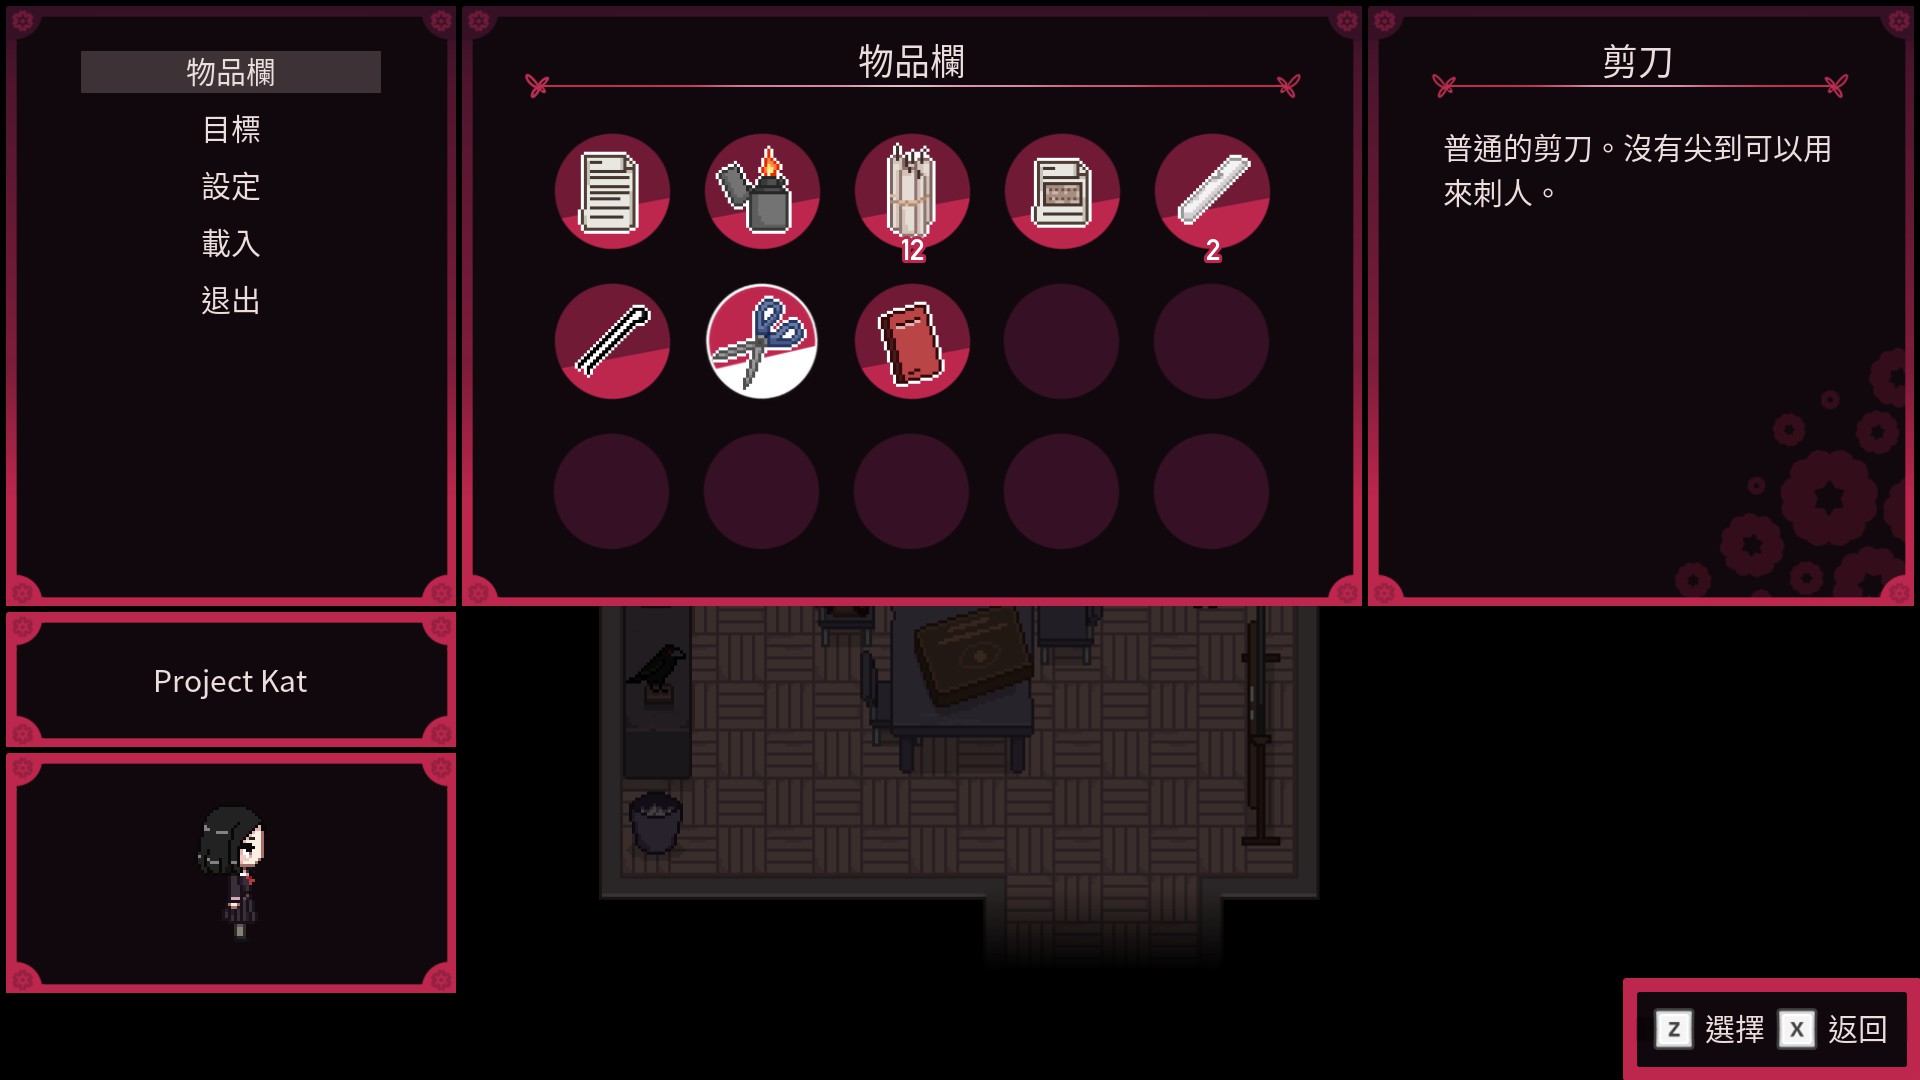 物品欄
目標
設定
載入
退出
物品欄
12
2
剪刀
普通的剪刀。沒有尖到可以用
來刺人。
Project Kat
Z 選擇 X 返回